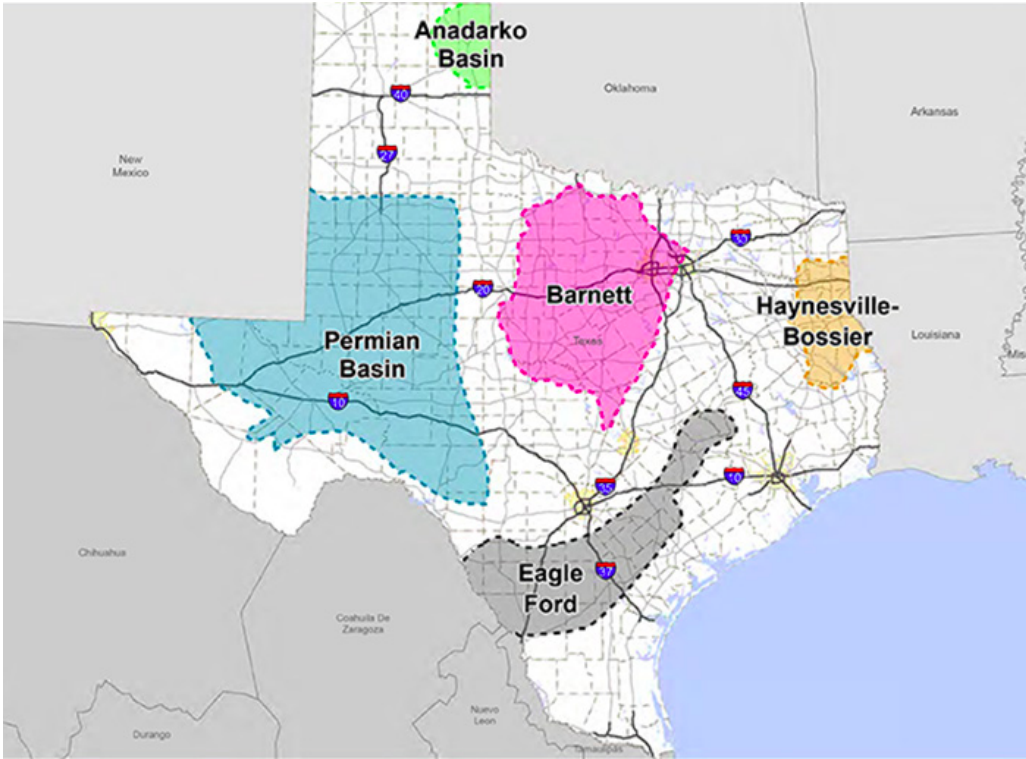 Anadarko
Basin
Oklahoma
40
Arkansas
27
New
Mexico
30
20
Barnett
Texas
Haynesville-
Bossier
Louisiana
Permian
Basin
10
45
35
10
Chihuahua
Eagle
Ford
37
Coahuila De
Zaragoza
Nuevo
Leon
Durango
Tamaulipas